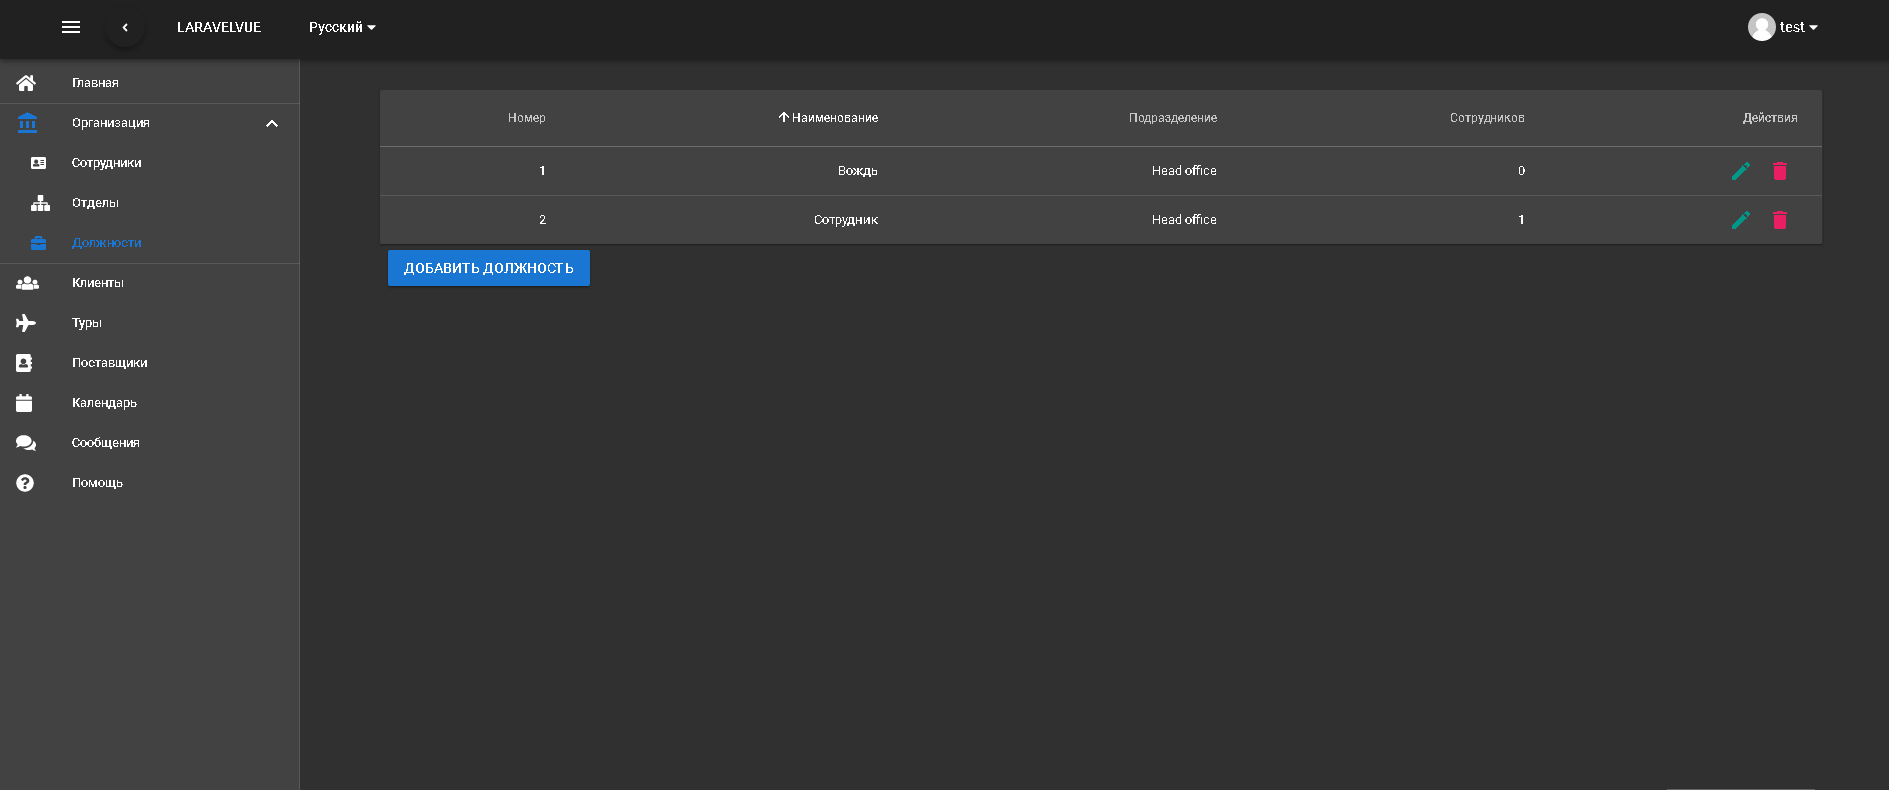 LARAVELVUE Русский test
Главная
Организация
Сотрудники
Отделы
Должности
Клиенты
Туры
Поставщики
Календарь
Сообщения
Помощь
Номер Наименование Подразделение Сотрудников Действия
1 Вождь Head office 0
2 Сотрудник Head office 1
ДОБАВИТЬ ДОЛЖНОСТЬ